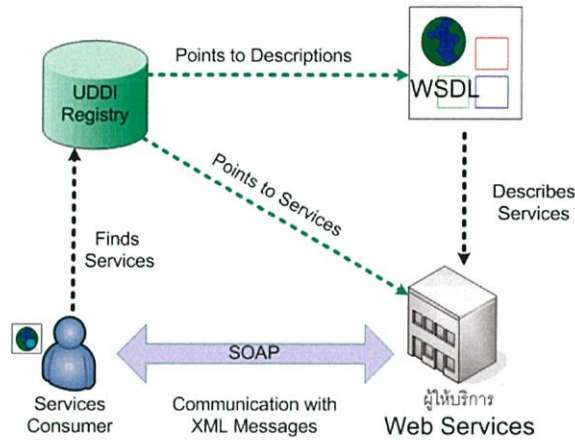 Points to Descriptions
UDDI
Registry
WSDL
Points to Services
Describes
Services
Finds
Services
SOAP
ผู้ให้บริการ
Services
Consumer
Communication with
XML Messages
Web Services